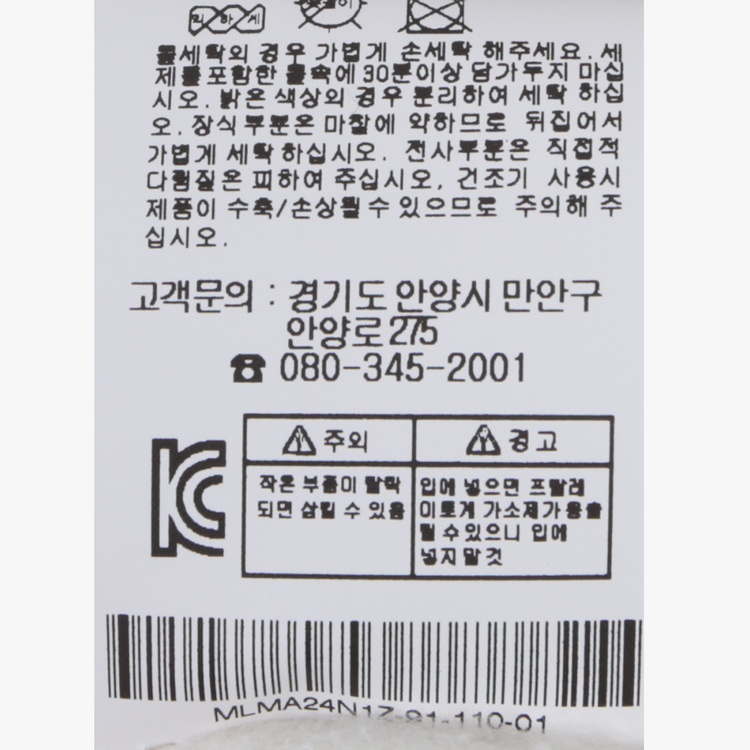 물세탁의 경우 가볍게 손세탁 해주세요. 세
제를 포함한 물속에 30분이상 담가두지 마십
시오. 밝은 색상의 경우 분리하여 세탁 하십
시오. 장식부분은 마찰에 약하므로 뒤집어서
가볍게 세탁하십시오. 전사부분은 직접적
다림질은 피하여 주십시오, 건조기 사용시
제품이 수축/손상될 수 있으므로 주의해 주
십시오.
고객문의 : 경기도 안양시 만안구
안양로 275
☎ 080-345-2001
⚠ 주의
⚠ 경고
작은 부품이 탈락
되면 삼킬 수 있음
입에 넣으면 프탈레
이트계 가소제가 용출
될 수 있으니 입에
넣지 말 것
KC
MLMA24N1Z-91-110-01